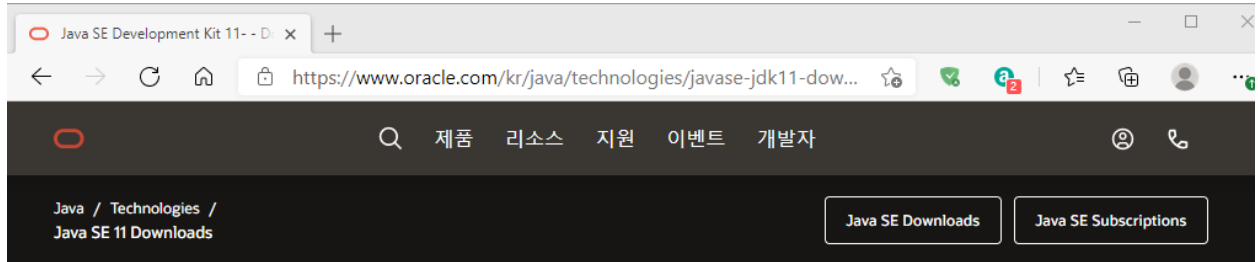 Java SE Development Kit 11- - D
https://www.oracle.com/kr/java/technologies/javase-jdk11-dow...
a 2
제품 리소스 지원 이벤트 개발자
Java / Technologies /
Java SE 11 Downloads
Java SE Downloads
Java SE Subscriptions